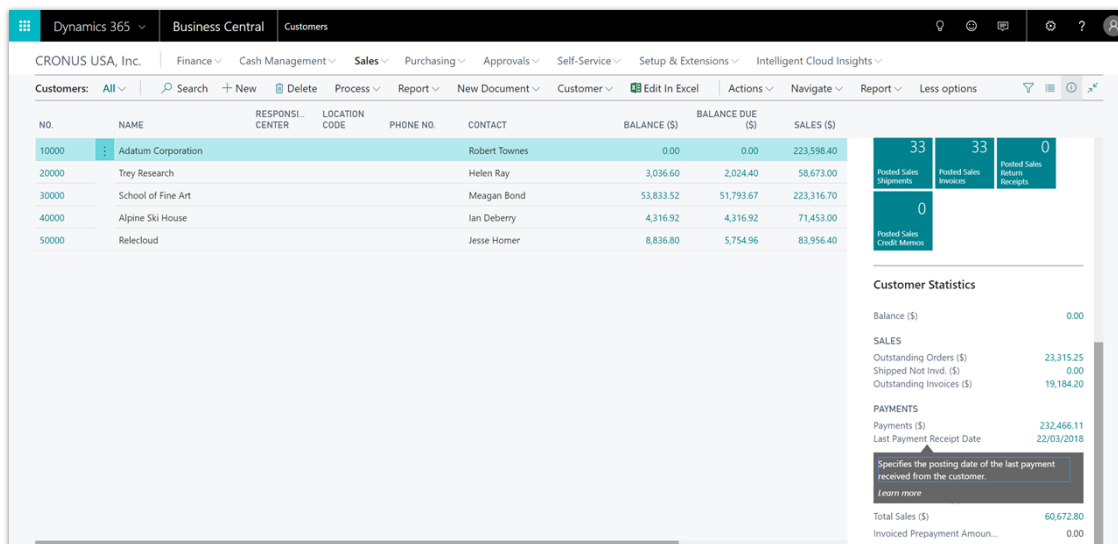 Dynamics 365 Business Central Customers ?
CRONUS USA, Inc. Finance Cash Management Sales Purchasing Approvals Self-Service Setup & Extensions Intelligent Cloud Insights
Customers: All Search + New Delete Process Report New Document Customer Edit In Excel Actions Navigate Report Less options
NO. NAME RESPONSI... CENTER LOCATION CODE PHONE NO. CONTACT BALANCE ($) BALANCE DUE ($) SALES ($)
10000 Adatum Corporation Robert Townes 0.00 0.00 223,598.40
20000 Trey Research Helen Ray 3,036.60 2,024.40 58,673.00
30000 School of Fine Art Meagan Bond 53,833.52 51,793.67 223,316.70
40000 Alpine Ski House Ian Deberry 4,316.92 4,316.92 71,453.00
50000 Relecloud Jesse Homer 8,836.80 5,754.96 83,956.40
33 33 0
Posted Sales Shipments Posted Sales Invoices Posted Sales Return Receipts
0
Posted Sales Credit Memos
Customer Statistics
Balance ($) 0.00
SALES
Outstanding Orders ($) 23,315.25
Shipped Not Invd. ($) 0.00
Outstanding Invoices ($) 19,184.20
PAYMENTS
Payments ($) 232,466.11
Last Payment Receipt Date 22/03/2018
Specifies the posting date of the last payment
received from the customer.
Learn more
Total Sales ($) 60,672.80
Invoiced Prepayment Amoun... 0.00